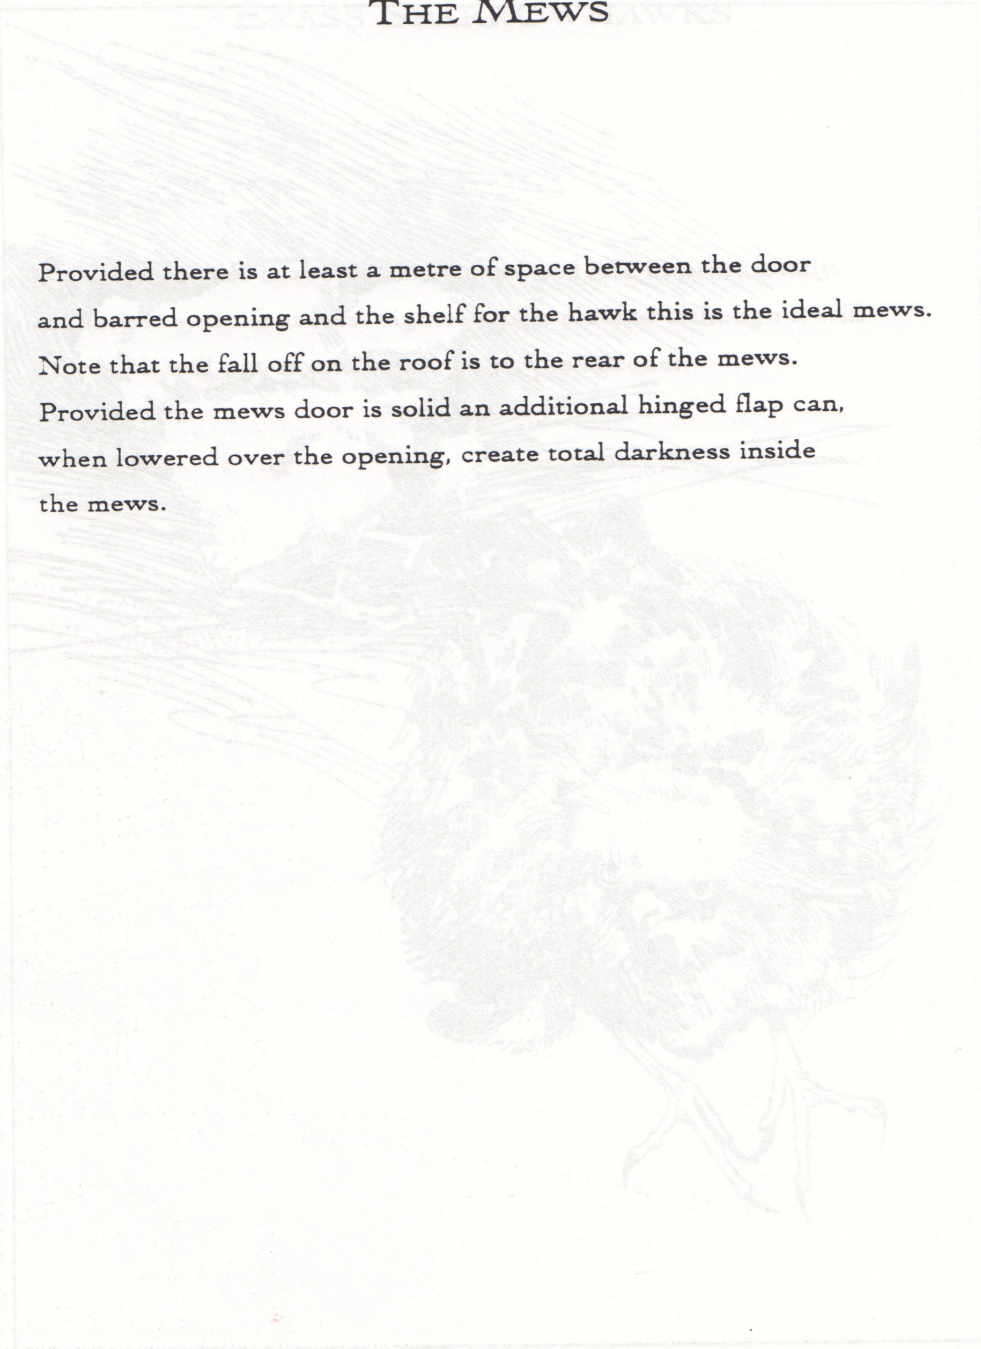 THE MEWS
Provided there is at least a metre of space between the door
and barred opening and the shelf for the hawk this is the ideal mews.
Note that the fall off on the roof is to the rear of the mews.
Provided the mews door is solid an additional hinged flap can,
when lowered over the opening, create total darkness inside
the mews.